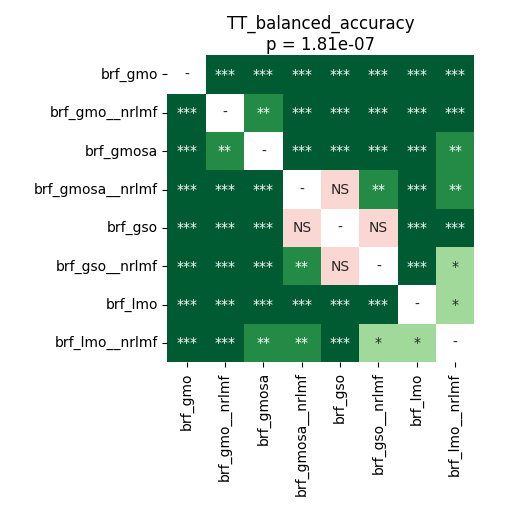 TT_balanced_accuracy
p = 1.81e-07
brf_gmo - *** *** *** *** *** *** ***
brf_gmo__nrlmf *** - ** *** *** *** *** ***
brf_gmosa *** ** - *** *** *** *** **
brf_gmosa__nrlmf *** *** *** - NS ** *** **
brf_gso *** *** *** NS - NS *** ***
brf_gso__nrlmf *** *** *** ** NS - *** *
brf_lmo *** *** *** *** *** *** - *
brf_lmo__nrlmf *** *** ** ** *** * * -
brf_gmo
brf_gmo__nrlmf
brf_gmosa
brf_gmosa__nrlmf
brf_gso
brf_gso__nrlmf
brf_lmo
brf_lmo__nrlmf